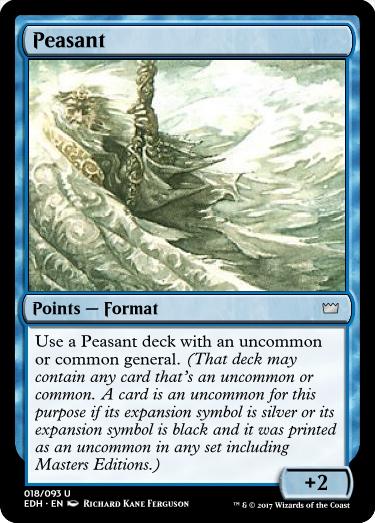 Peasant
Points — Format
Use a Peasant deck with an uncommon
or common general. (That deck may
contain any card that's an uncommon or
common. A card is an uncommon for this
purpose if its expansion symbol is silver or its
expansion symbol is black and it was printed
as an uncommon in any set including
Masters Editions.)
+2
018/093 U
EDH • EN Richard Kane Ferguson
™ & © 2017 Wizards of the Coast